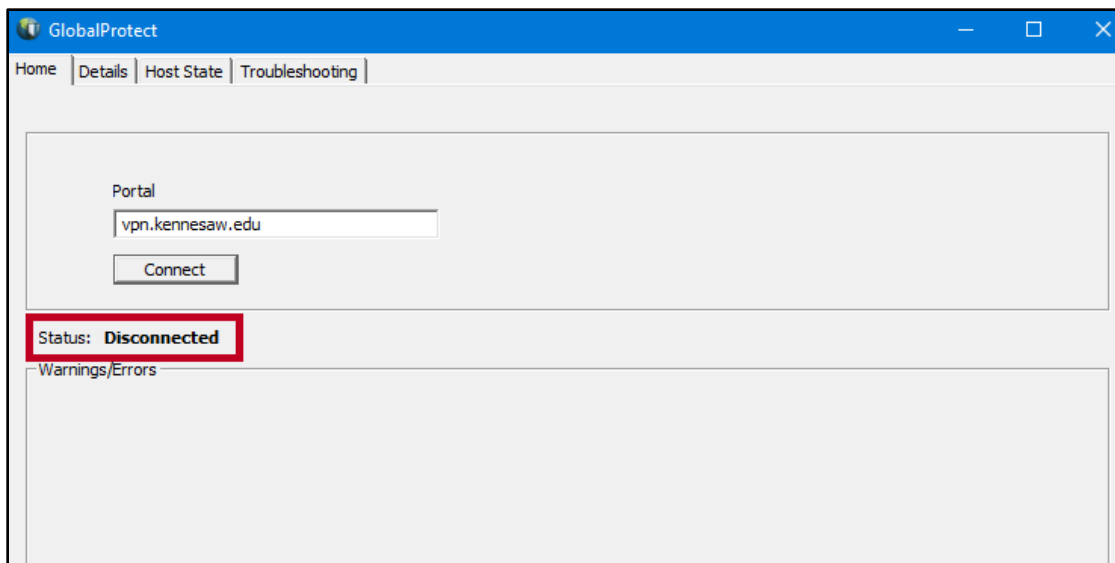 GlobalProtect
Home Details Host State Troubleshooting
Portal
vpn.kennesaw.edu
Connect
Status: Disconnected
Warnings/Errors